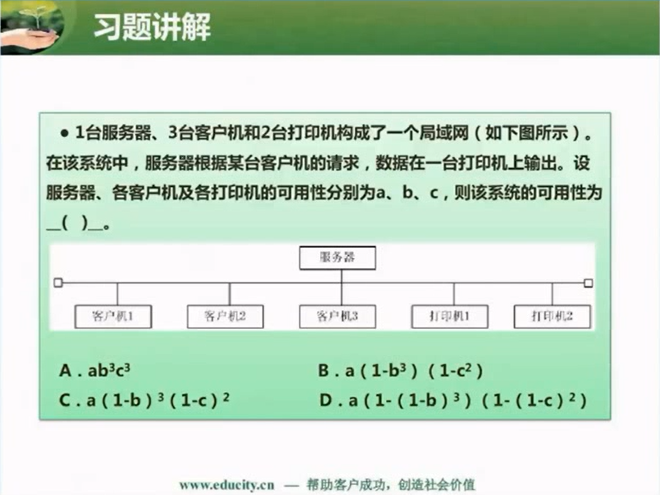 习题讲解
● 1台服务器、3台客户机和2台打印机构成了一个局域网（如下图所示）。
在该系统中，服务器根据某台客户机的请求，数据在一台打印机上输出。设
服务器、各客户机及各打印机的可用性分别为a、b、c，则该系统的可用性为
__(   )__。
服务器
客户机1 客户机2 客户机3 打印机1 打印机2
A．ab³c³ B．a（1-b³）（1-c²）
C．a（1-b）³（1-c）² D．a（1-（1-b）³）（1-（1-c）²）
www.educity.cn — 帮助客户成功，创造社会价值